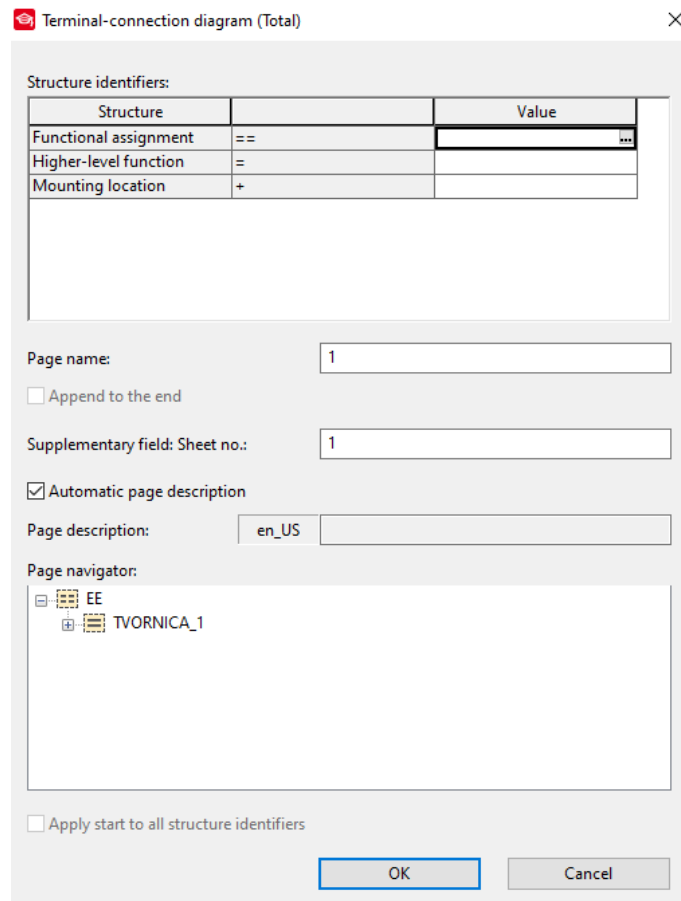 Terminal-connection diagram (Total)
Structure identifiers:
Structure Value
Functional assignment == ...
Higher-level function =
Mounting location +
Page name: 1
Append to the end
Supplementary field: Sheet no.: 1
Automatic page description
Page description: en_US
Page navigator:
EE
TVORNICA_1
Apply start to all structure identifiers
OK Cancel